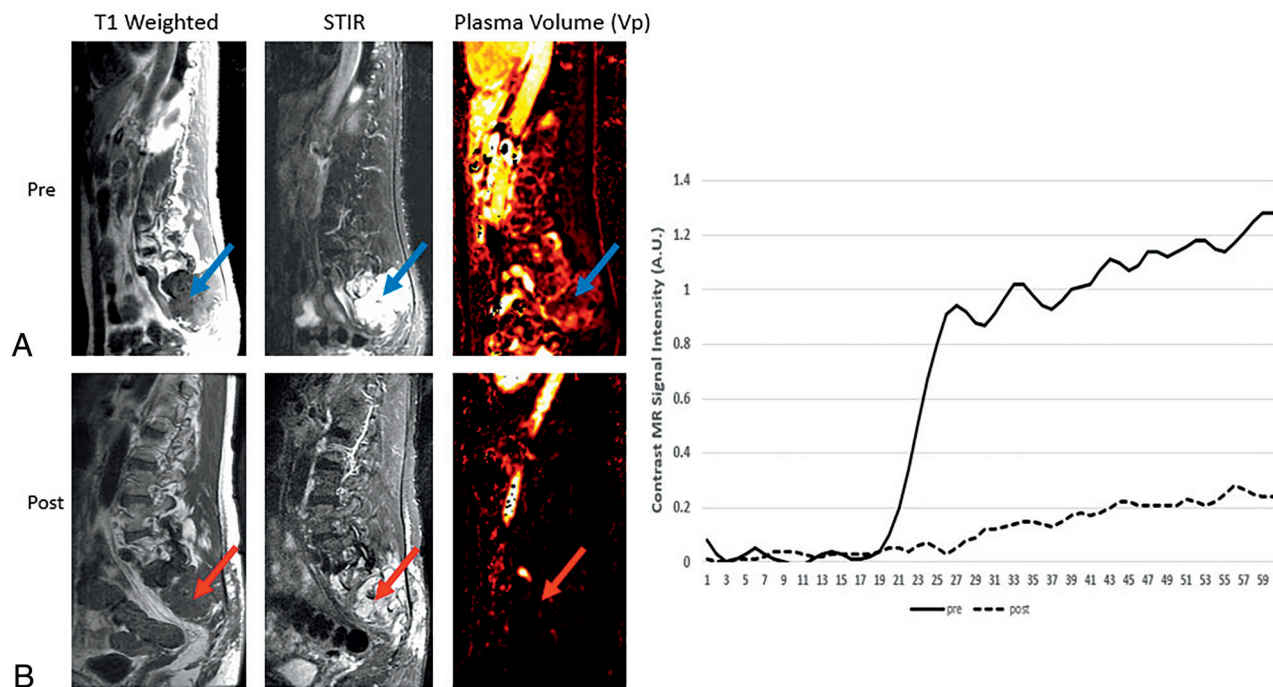 T1 Weighted STIR Plasma Volume (Vp)
Pre
A
Post
B
Contrast MR Signal Intensity (A.U.)
1.4
1.2
1
0.8
0.6
0.4
0.2
0
1 3 5 7 9 11 13 15 17 19 21 23 25 27 29 31 33 35 37 39 41 43 45 47 49 51 53 55 57 59
pre post